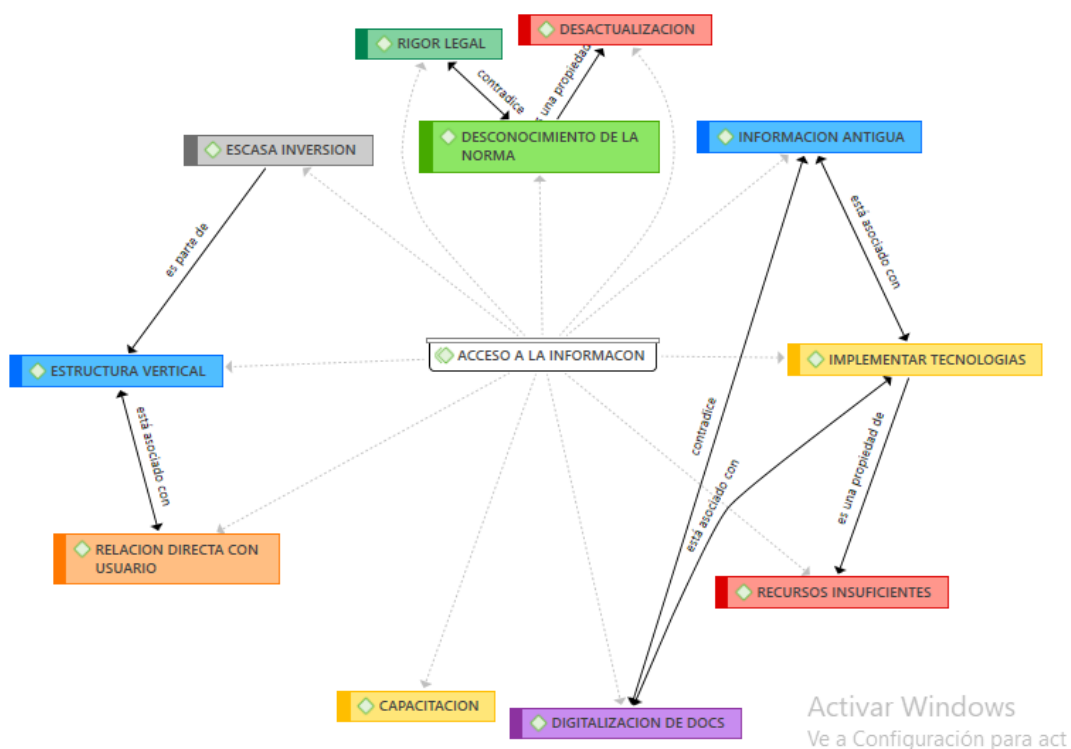 DESACTUALIZACION
RIGOR LEGAL
contradice
s una propiedad
DESCONOCIMIENTO DE LA
NORMA
INFORMACION ANTIGUA
ESCASA INVERSION
es parte de
está asociado con
ACCESO A LA INFORMACON
IMPLEMENTAR TECNOLOGIAS
ESTRUCTURA VERTICAL
está asociado con
contradice
es una propiedad de
está asociado con
RELACION DIRECTA CON
USUARIO
RECURSOS INSUFICIENTES
CAPACITACION
DIGITALIZACION DE DOCS
Activar Windows
Ve a Configuración para act